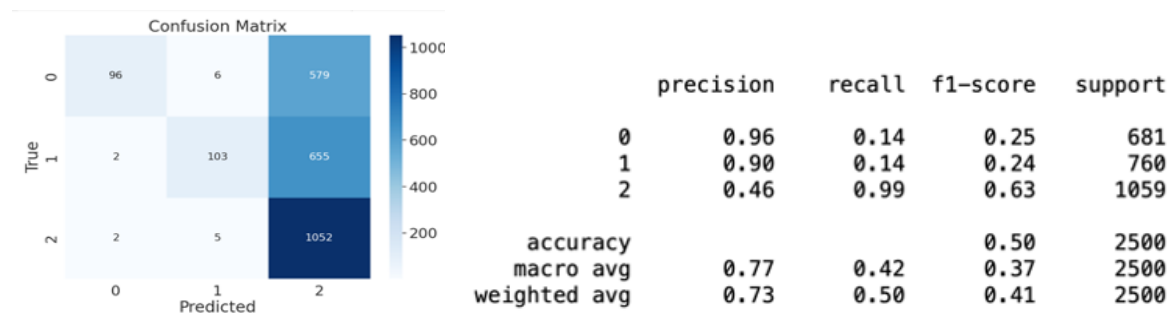 Confusion Matrix
0 96 6 579
1 2 103 655
2 2 5 1052
0 1 2
True
Predicted
1000
800
600
400
200
precision recall f1-score support
0 0.96 0.14 0.25 681
1 0.90 0.14 0.24 760
2 0.46 0.99 0.63 1059
accuracy 0.50 2500
macro avg 0.77 0.42 0.37 2500
weighted avg 0.73 0.50 0.41 2500